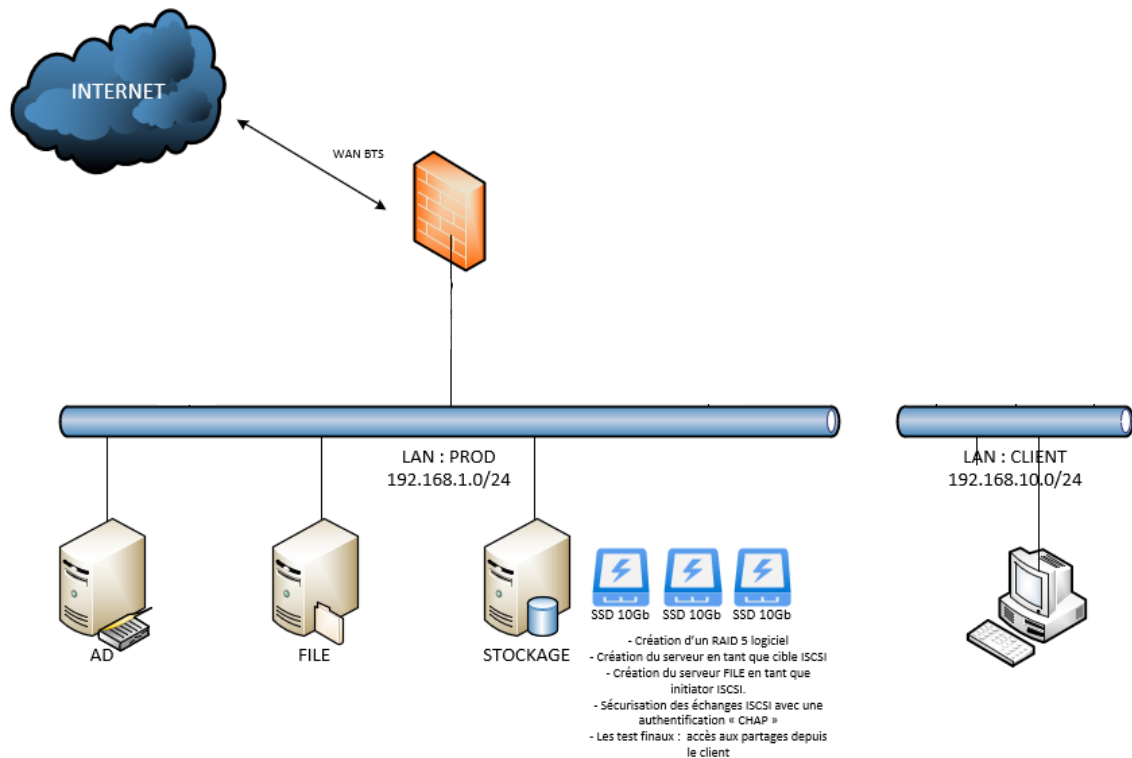 INTERNET
WAN BTS
LAN : PROD
192.168.1.0/24
LAN : CLIENT
192.168.10.0/24
AD
FILE
STOCKAGE
SSD 10Gb
SSD 10Gb
SSD 10Gb
- Création d'un RAID 5 logiciel
- Création du serveur en tant que cible ISCSI
- Création du serveur FILE en tant que
initiator ISCSI.
- Sécurisation des échanges ISCSI avec une
authentification « CHAP »
- Les test finaux : accès aux partages depuis
le client